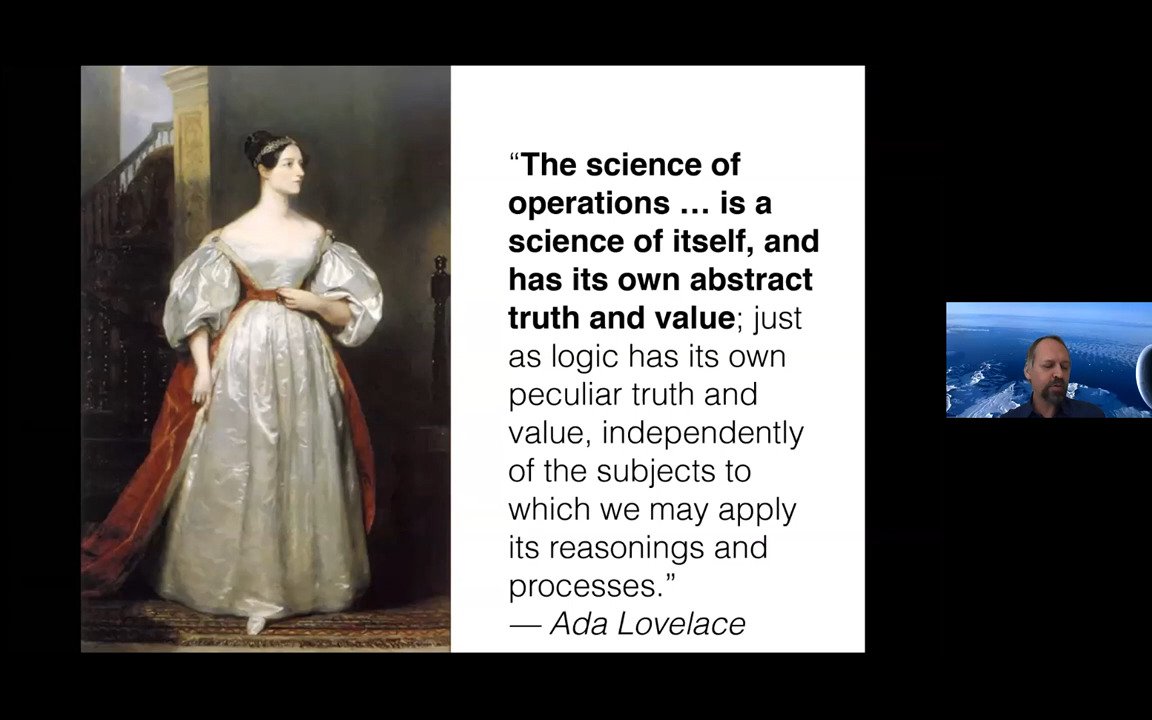 “The science of
operations … is a
science of itself, and
has its own abstract
truth and value; just
as logic has its own
peculiar truth and
value, independently
of the subjects to
which we may apply
its reasonings and
processes.”
— Ada Lovelace